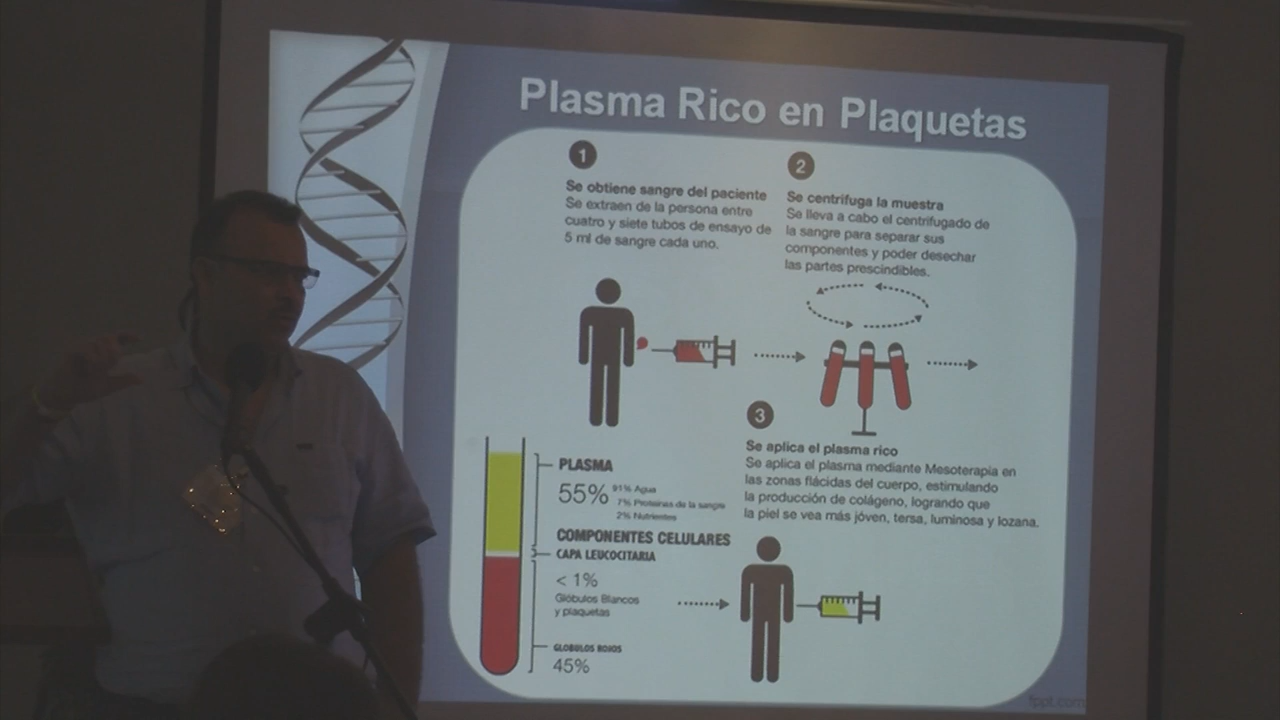 Plasma Rico en Plaquetas
1
Se obtiene sangre del paciente
Se extraen de la persona entre
cuatro y siete tubos de ensayo de
5 ml de sangre cada uno.
2
Se centrifuga la muestra
Se lleva a cabo el centrifugado de
la sangre para separar sus
componentes y poder desechar
las partes prescindibles.
3
Se aplica el plasma rico
Se aplica el plasma mediante Mesoterapia en
las zonas flácidas del cuerpo, estimulando
la producción de colágeno, logrando que
la piel se vea más jóven, tersa, luminosa y lozana.
PLASMA
55%
91% Agua
7% Proteínas de la sangre
2% Nutrientes
COMPONENTES CELULARES
CAPA LEUCOCITARIA
< 1%
Glóbulos Blancos
y plaquetas
GLOBULOS ROJOS
45%
fppt.com